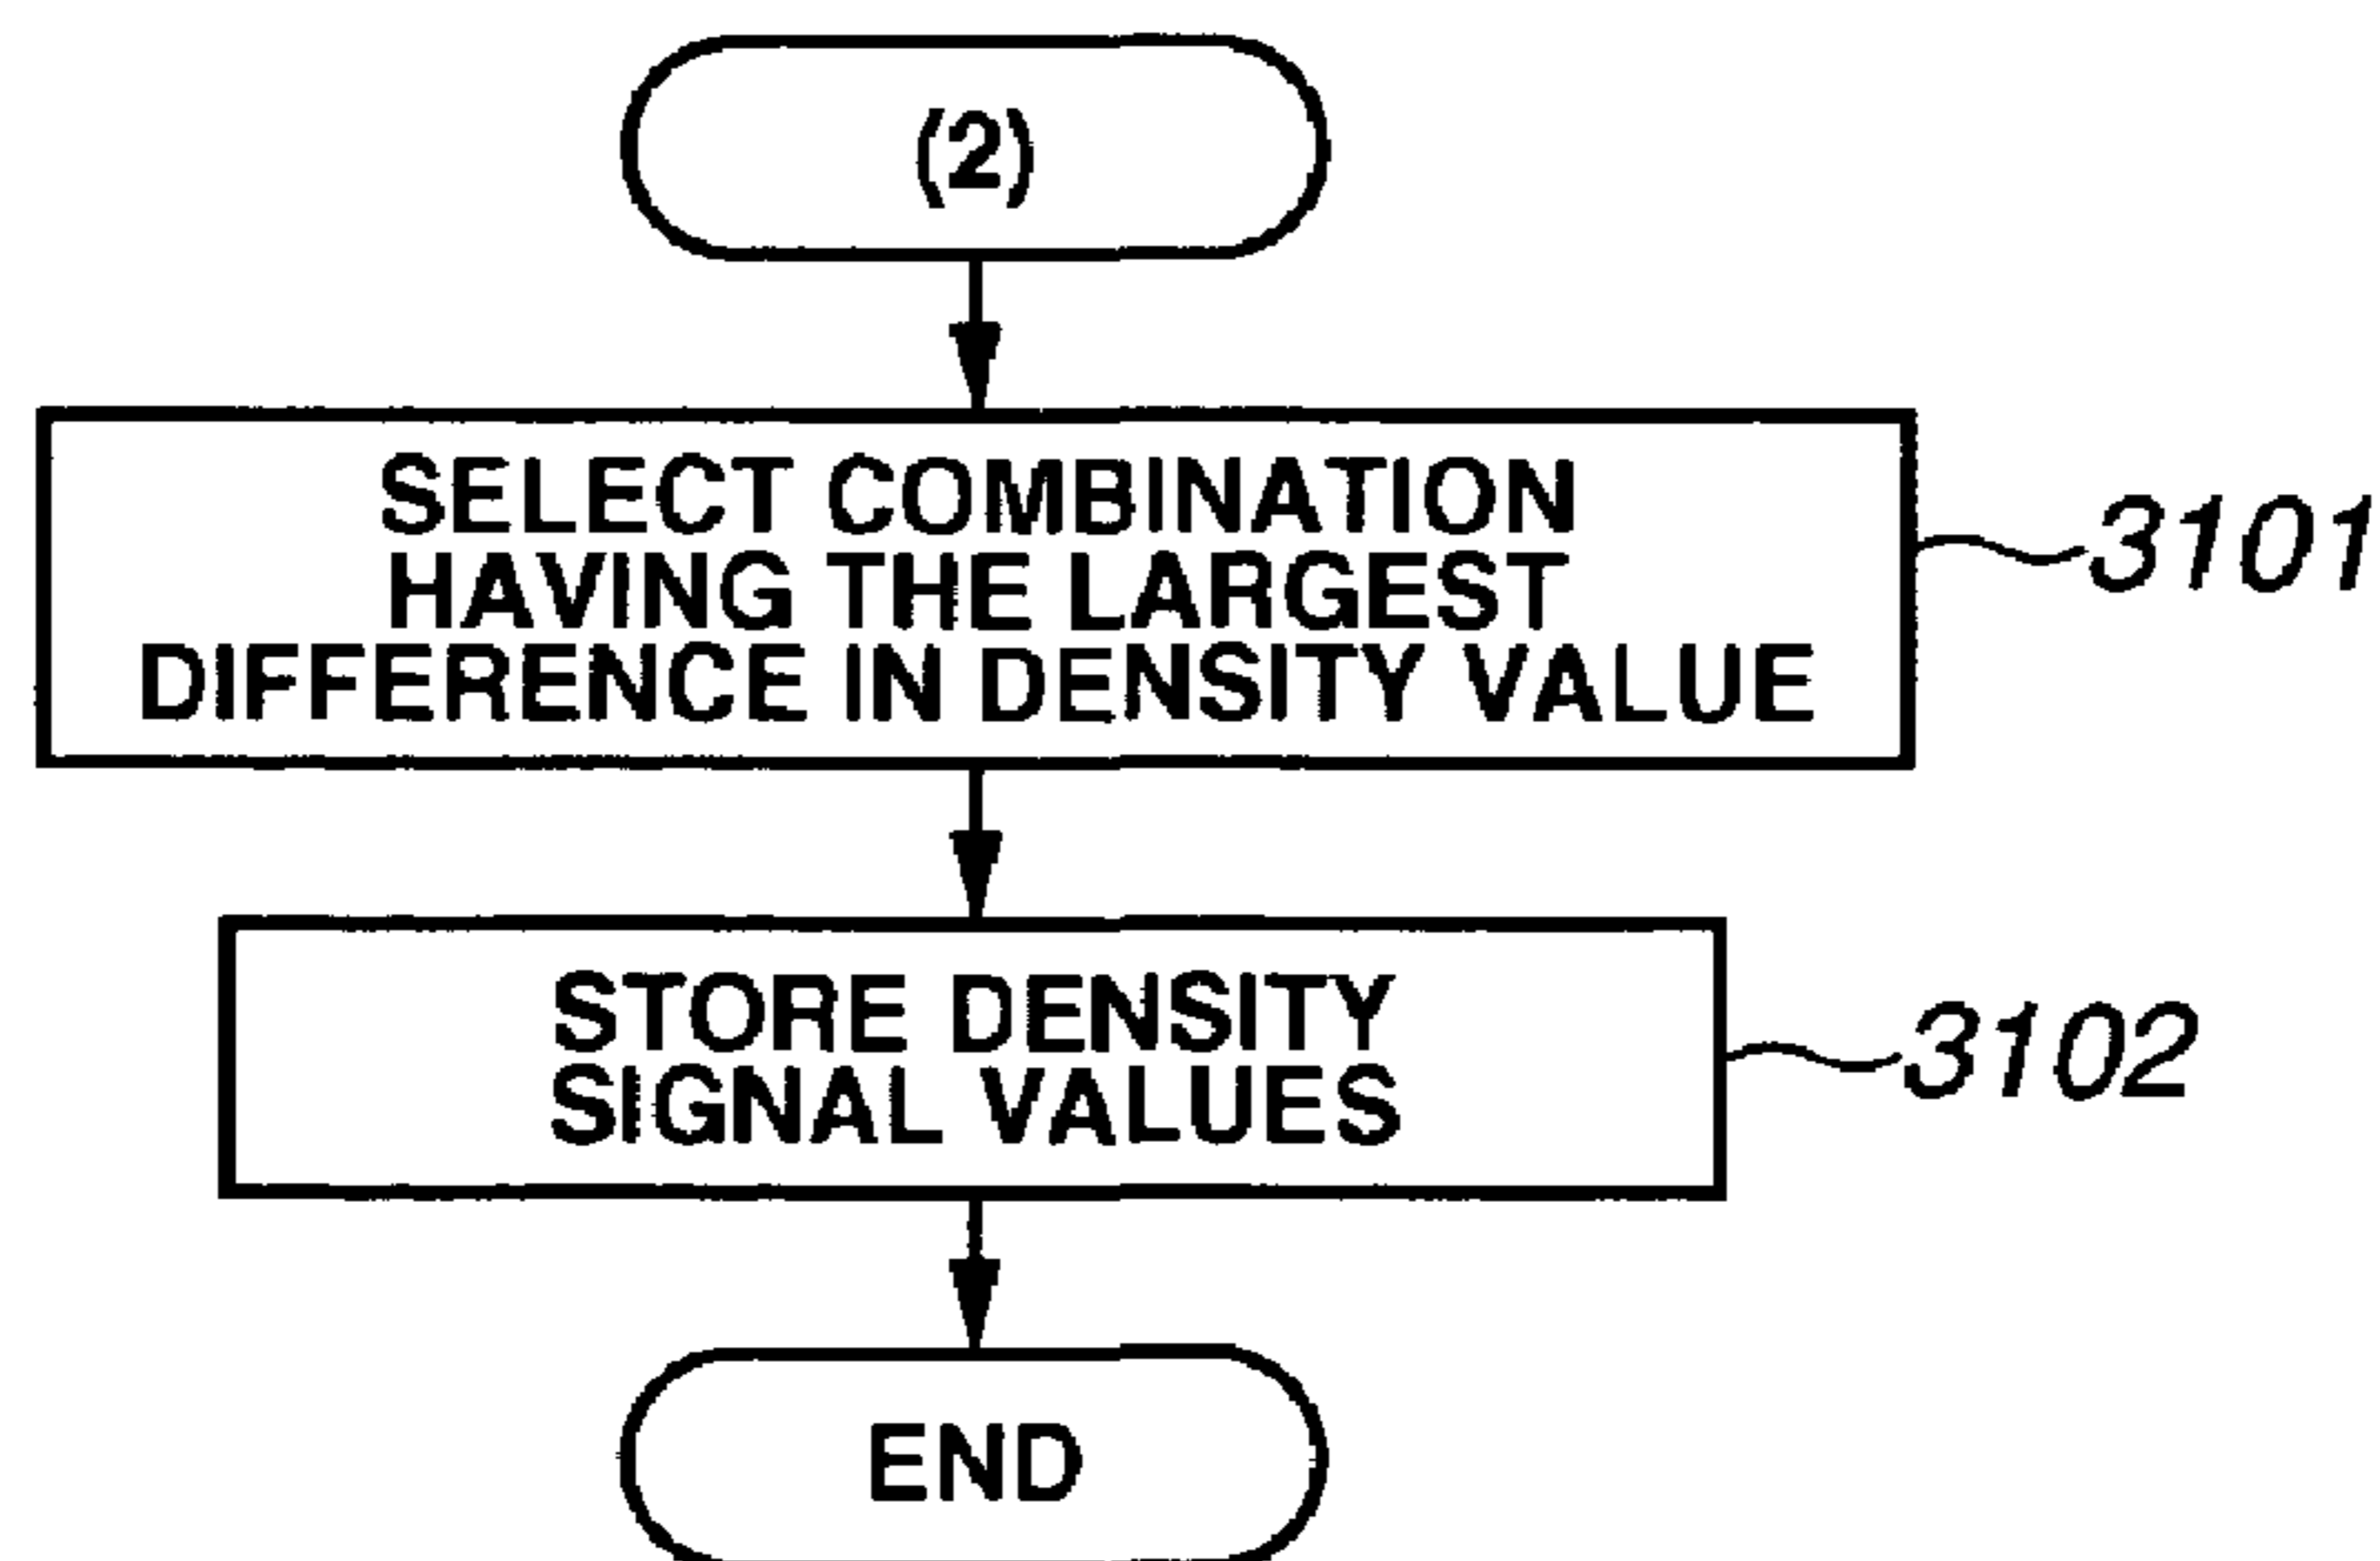 (2)
SELECT COMBINATION
HAVING THE LARGEST
DIFFERENCE IN DENSITY VALUE
3101
STORE DENSITY
SIGNAL VALUES
3102
END